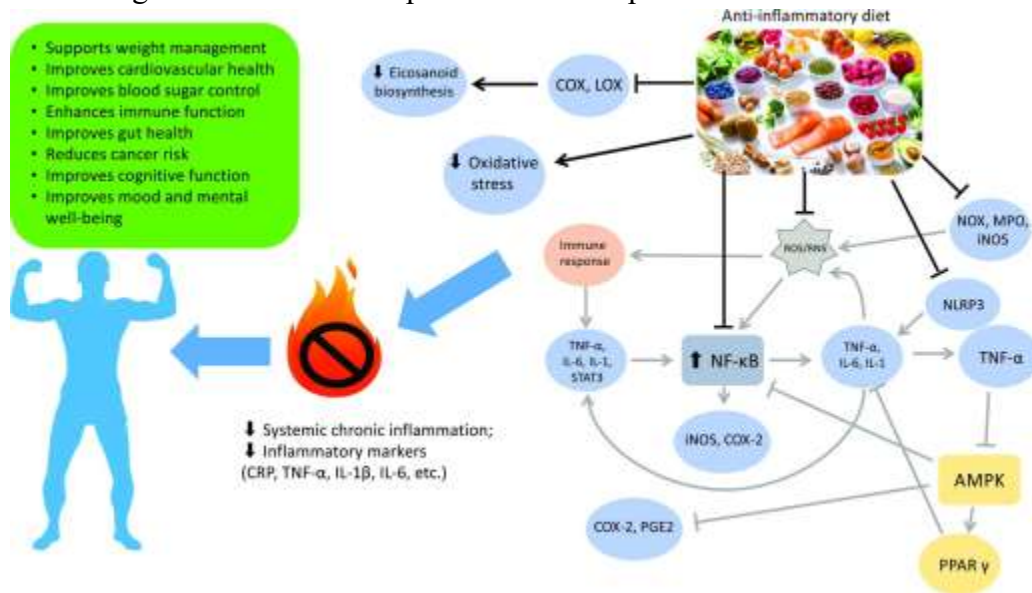 Anti-inflammatory diet
• Supports weight management
• Improves cardiovascular health
• Improves blood sugar control
• Enhances immune function
• Improves gut health
• Reduces cancer risk
• Improves cognitive function
• Improves mood and mental
well-being
⬇ Eicosanoid
biosynthesis
COX, LOX
⬇ Oxidative
stress
NOX, MPO,
iNOS
Immune
response
ROS/RNS
NLRP3
TNF-α,
IL-6, IL-1,
STAT3
⬆ NF-κB
TNF-α,
IL-6, IL-1
TNF-α
iNOS, COX-2
⬇ Systemic chronic inflammation;
⬇ Inflammatory markers
(CRP, TNF-α, IL-1β, IL-6, etc.)
AMPK
COX-2, PGE2
PPAR γ